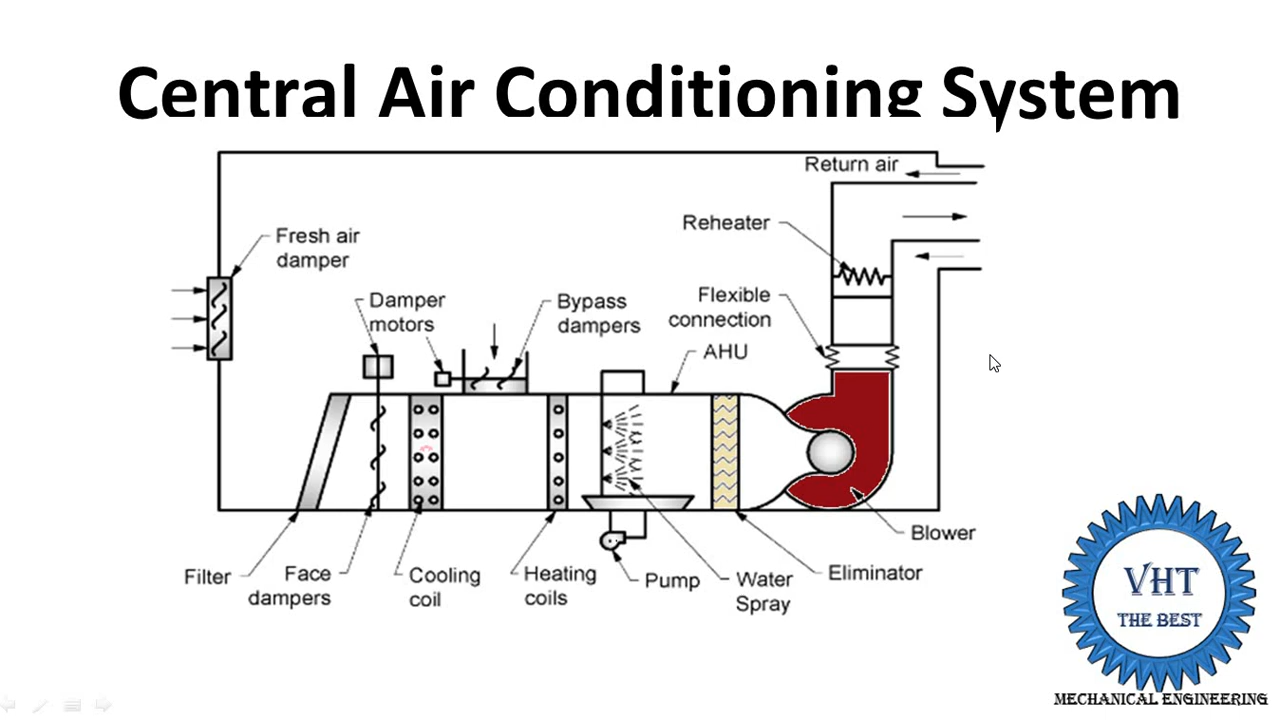 Central Air Conditioning System
Return air
Reheater
Fresh air
damper
Flexible
connection
Damper
motors
Bypass
dampers
AHU
Blower
Filter
Face
dampers
Cooling
coil
Heating
coils
Pump
Water
Spray
Eliminator
VHT
THE BEST
MECHANICAL ENGINEERING